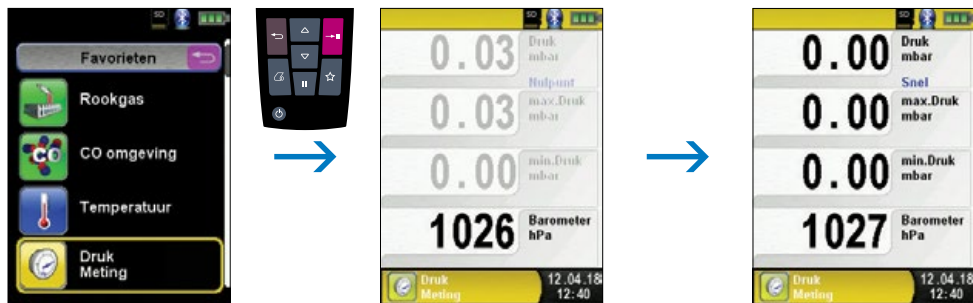 SD
Favorieten
Rookgas
CO
CO omgeving
Temperatuur
Druk
Meting
SD
0.03 Druk
mbar
Nulpunt
0.03 max.Druk
mbar
0.00 min.Druk
mbar
1026 Barometer
hPa
Druk
Meting
12.04.18
12:40
SD
0.00 Druk
mbar
Snel
0.00 max.Druk
mbar
0.00 min.Druk
mbar
1027 Barometer
hPa
Druk
Meting
12.04.18
12:40